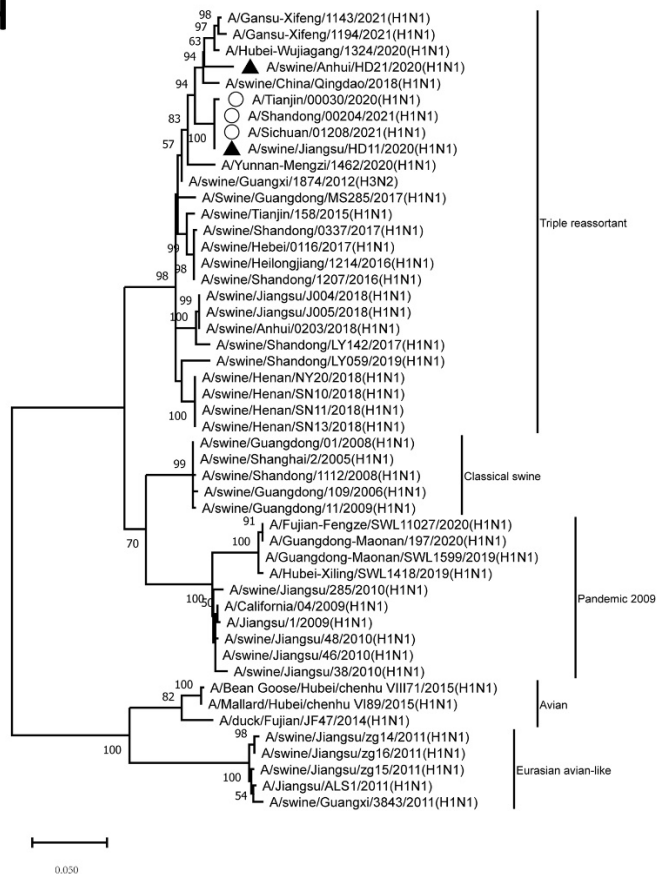 98
A/Gansu-Xifeng/1143/2021(H1N1)
97
A/Gansu-Xifeng/1194/2021(H1N1)
63
A/Hubei-Wujiagang/1324/2020(H1N1)
94
A/swine/Anhui/HD21/2020(H1N1)
94
A/swine/China/Qingdao/2018(H1N1)
A/Tianjin/00030/2020(H1N1)
83
A/Shandong/00204/2021(H1N1)
100
A/Sichuan/01208/2021(H1N1)
57
A/swine/Jiangsu/HD11/2020(H1N1)
A/Yunnan-Mengzi/1462/2020(H1N1)
A/swine/Guangxi/1874/2012(H3N2)
A/Swine/Guangdong/MS285/2017(H1N1)
A/swine/Tianjin/158/2015(H1N1)
Triple reassortant
A/swine/Shandong/0337/2017(H1N1)
99
A/swine/Hebei/0116/2017(H1N1)
98
A/swine/Heilongjiang/1214/2016(H1N1)
98
A/swine/Shandong/1207/2016(H1N1)
99
A/swine/Jiangsu/J004/2018(H1N1)
100
A/swine/Jiangsu/J005/2018(H1N1)
A/swine/Anhui/0203/2018(H1N1)
A/swine/Shandong/LY142/2017(H1N1)
A/swine/Shandong/LY059/2019(H1N1)
A/swine/Henan/NY20/2018(H1N1)
A/swine/Henan/SN10/2018(H1N1)
100
A/swine/Henan/SN11/2018(H1N1)
A/swine/Henan/SN13/2018(H1N1)
A/swine/Guangdong/01/2008(H1N1)
99
A/swine/Shanghai/2/2005(H1N1)
A/swine/Shandong/1112/2008(H1N1)
Classical swine
A/swine/Guangdong/109/2006(H1N1)
A/swine/Guangdong/11/2009(H1N1)
91
A/Fujian-Fengze/SWL11027/2020(H1N1)
100
A/Guangdong-Maonan/197/2020(H1N1)
70
A/Guangdong-Maonan/SWL1599/2019(H1N1)
A/Hubei-Xiling/SWL1418/2019(H1N1)
A/swine/Jiangsu/285/2010(H1N1)
Pandemic 2009
100
50
A/California/04/2009(H1N1)
A/Jiangsu/1/2009(H1N1)
A/swine/Jiangsu/48/2010(H1N1)
A/swine/Jiangsu/46/2010(H1N1)
A/swine/Jiangsu/38/2010(H1N1)
100
A/Bean Goose/Hubei/chenhu VIII71/2015(H1N1)
82
A/Mallard/Hubei/chenhu VI89/2015(H1N1)
Avian
A/duck/Fujian/JF47/2014(H1N1)
98
A/swine/Jiangsu/zg14/2011(H1N1)
100
A/swine/Jiangsu/zg16/2011(H1N1)
A/swine/Jiangsu/zg15/2011(H1N1)
Eurasian avian-like
100
A/Jiangsu/ALS1/2011(H1N1)
54
A/swine/Guangxi/3843/2011(H1N1)
0.050